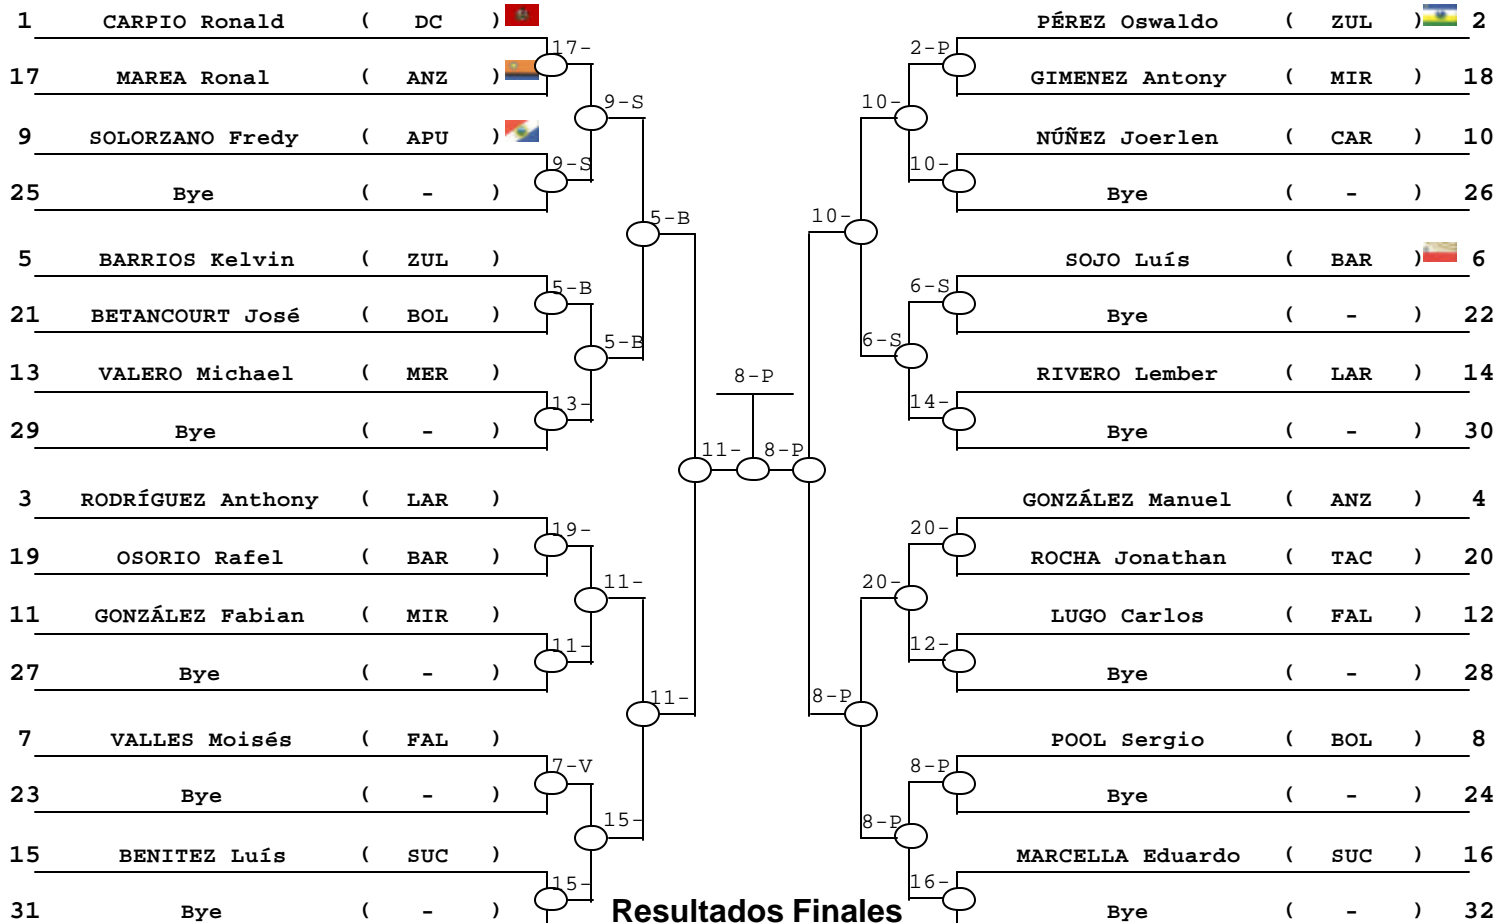 1 CARPIO Ronald ( DC )
17-
17 MAREA Ronal ( ANZ )
9-S
9 SOLORZANO Fredy ( APU )
9-S
25 Bye ( - )
5-B
5 BARRIOS Kelvin ( ZUL )
5-B
21 BETANCOURT José ( BOL )
5-B
13 VALERO Michael ( MER )
13-
29 Bye ( - )
11-
3 RODRÍGUEZ Anthony ( LAR )
19-
19 OSORIO Rafel ( BAR )
11-
11 GONZÁLEZ Fabian ( MIR )
11-
27 Bye ( - )
11-
7 VALLES Moisés ( FAL )
7-V
23 Bye ( - )
15-
15 BENITEZ Luís ( SUC )
15-
31 Bye ( - )
8-P
PÉREZ Oswaldo ( ZUL ) 2
2-P
GIMENEZ Antony ( MIR ) 18
10-
NÚÑEZ Joerlen ( CAR ) 10
10-
Bye ( - ) 26
10-
SOJO Luís ( BAR ) 6
6-S
Bye ( - ) 22
6-S
RIVERO Lember ( LAR ) 14
14-
Bye ( - ) 30
8-P
GONZÁLEZ Manuel ( ANZ ) 4
20-
ROCHA Jonathan ( TAC ) 20
20-
LUGO Carlos ( FAL ) 12
12-
Bye ( - ) 28
8-P
POOL Sergio ( BOL ) 8
8-P
Bye ( - ) 24
8-P
MARCELLA Eduardo ( SUC ) 16
16-
Bye ( - ) 32
Resultados Finales